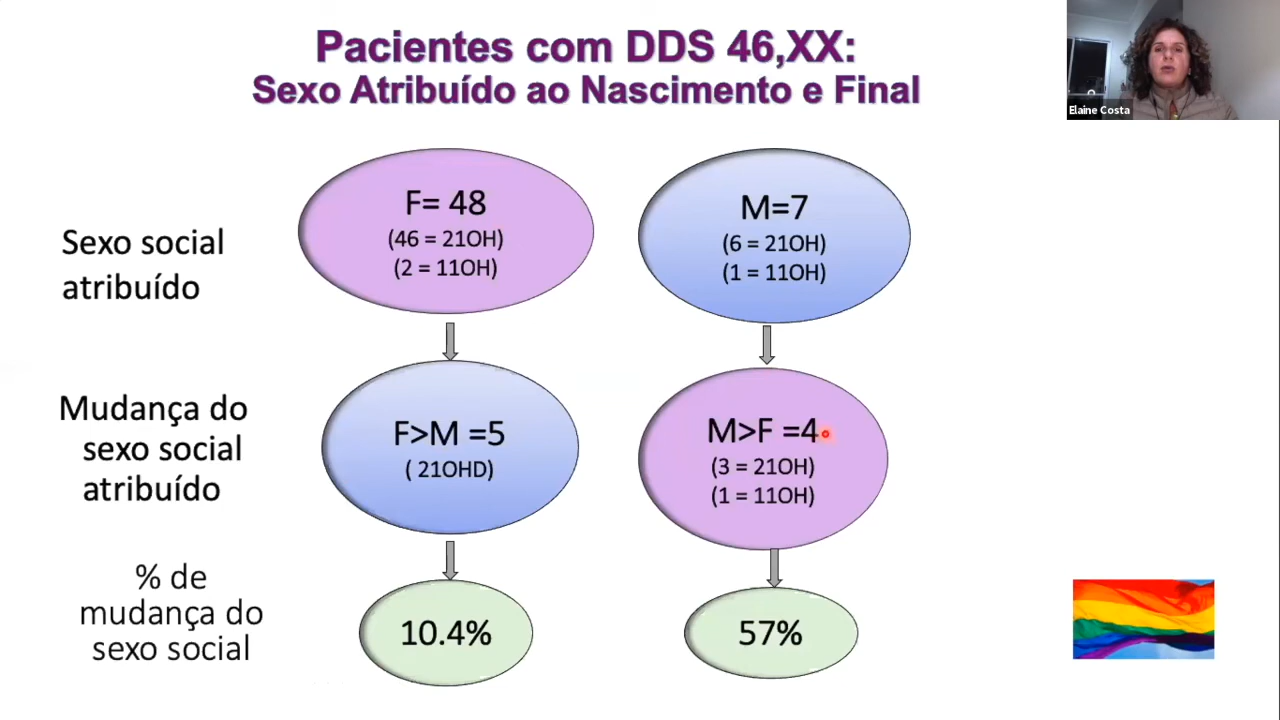 Pacientes com DDS 46,XX:
Sexo Atribuído ao Nascimento e Final
Elaine Costa
Sexo social
atribuído
F= 48
(46 = 21OH)
(2 = 11OH)
M=7
(6 = 21OH)
(1 = 11OH)
Mudança do
sexo social
atribuído
F>M =5
( 21OHD)
M>F =4
(3 = 21OH)
(1 = 11OH)
% de
mudança do
sexo social
10.4%
57%